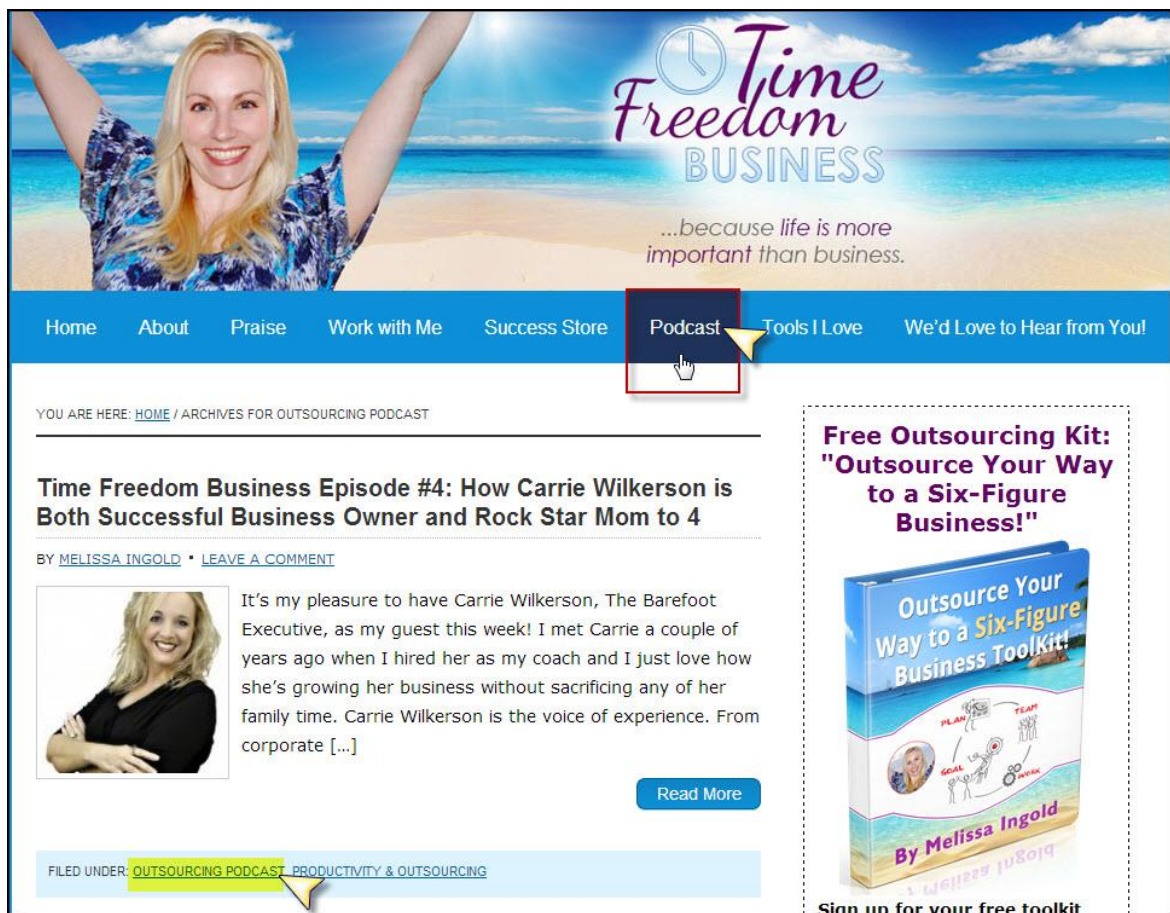 Time
Freedom
BUSINESS
...because life is more
important than business.
Home About Praise Work with Me Success Store Podcast Tools I Love We'd Love to Hear from You!
YOU ARE HERE: HOME / ARCHIVES FOR OUTSOURCING PODCAST
Time Freedom Business Episode #4: How Carrie Wilkerson is
Both Successful Business Owner and Rock Star Mom to 4
BY MELISSA INGOLD • LEAVE A COMMENT
It's my pleasure to have Carrie Wilkerson, The Barefoot
Executive, as my guest this week! I met Carrie a couple of
years ago when I hired her as my coach and I just love how
she's growing her business without sacrificing any of her
family time. Carrie Wilkerson is the voice of experience. From
corporate [...]
Read More
FILED UNDER: OUTSOURCING PODCAST, PRODUCTIVITY & OUTSOURCING
Free Outsourcing Kit:
"Outsource Your Way
to a Six-Figure
Business!"
Outsource Your
Way to a Six-Figure
Business ToolKit!
PLAN
TEAM
GOAL
WORK
By Melissa Ingold
Sign up for your free toolkit